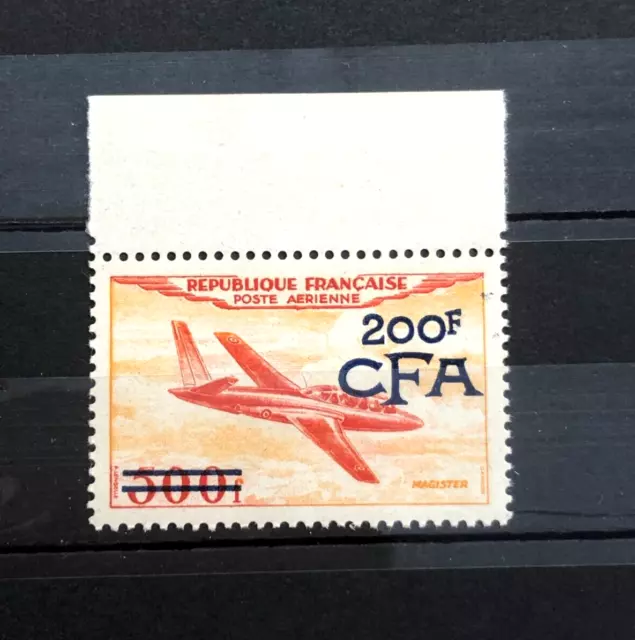 REPUBLIQUE FRANÇAISE
POSTE AERIENNE
200F
CFA
500f
MAGISTER